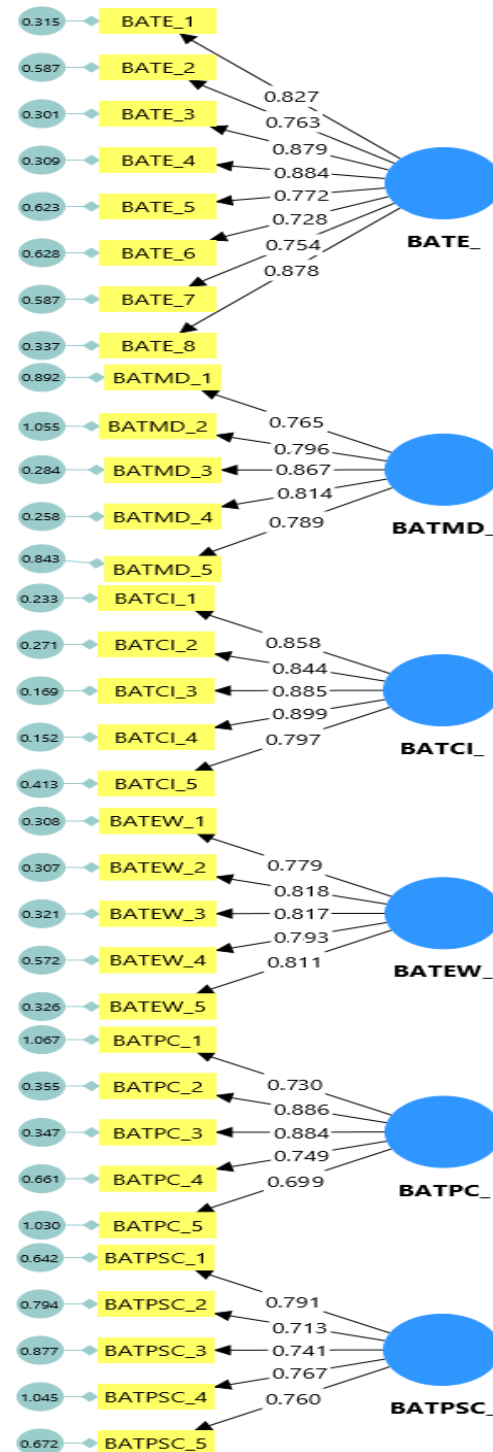 0.315 BATE_1
0.587 BATE_2
0.827
0.763
0.301 BATE_3
0.879
0.309 BATE_4
0.884
0.772
0.623 BATE_5
0.728
BATE_
0.628 BATE_6
0.754
0.878
0.587 BATE_7
0.337 BATE_8
0.892 BATMD_1
0.765
1.055 BATMD_2
0.796
0.284 BATMD_3
0.867
0.258 BATMD_4
0.814
BATMD_
0.789
0.843 BATMD_5
0.233 BATCI_1
0.858
0.271 BATCI_2
0.844
0.169 BATCI_3
0.885
0.899
0.152 BATCI_4
0.797
BATCI_
0.413 BATCI_5
0.308 BATEW_1
0.779
0.307 BATEW_2
0.818
0.321 BATEW_3
0.817
0.793
0.572 BATEW_4
0.811
BATEW_
0.326 BATEW_5
1.067 BATPC_1
0.730
0.355 BATPC_2
0.886
0.347 BATPC_3
0.884
0.749
0.661 BATPC_4
0.699
BATPC_
1.030 BATPC_5
0.642 BATPSC_1
0.791
0.794 BATPSC_2
0.713
0.877 BATPSC_3
0.741
0.767
1.045 BATPSC_4
0.760
BATPSC_
0.672 BATPSC_5